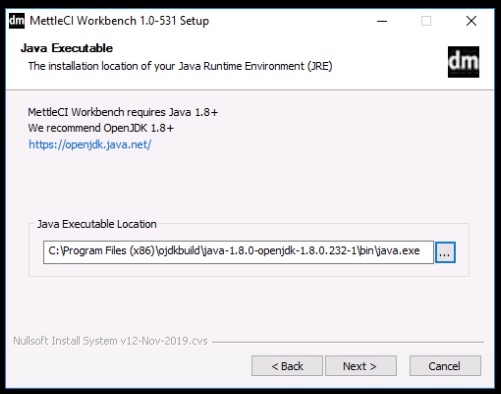 dm MettleCI Workbench 1.0-531 Setup
Java Executable
The installation location of your Java Runtime Environment (JRE)
dm
MettleCI Workbench requires Java 1.8+
We recommend OpenJDK 1.8+
https://openjdk.java.net/
Java Executable Location
C:\Program Files (x86)\ojdkbuild\java-1.8.0-openjdk-1.8.0.232-1\bin\java.exe ...
Nullsoft Install System v12-Nov-2019.cvs
< Back Next > Cancel